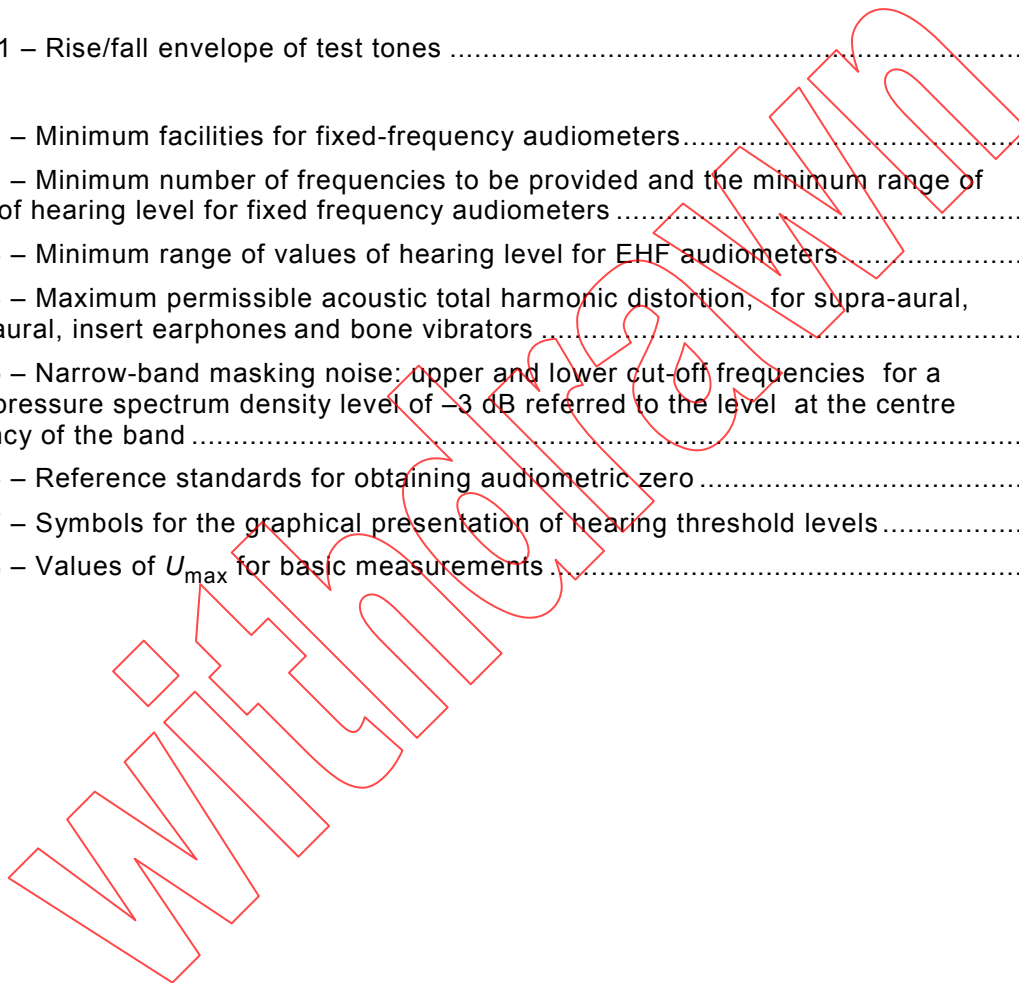 1 – Rise/fall envelope of test tones ....................................................................................
– Minimum facilities for fixed-frequency audiometers ..................................................
– Minimum number of frequencies to be provided and the minimum range of
of hearing level for fixed frequency audiometers ............................................................
– Minimum range of values of hearing level for EHF audiometers ...........................
– Maximum permissible acoustic total harmonic distortion, for supra-aural,
aural, insert earphones and bone vibrators ......................................................................
– Narrow-band masking noise: upper and lower cut-off frequencies for a
pressure spectrum density level of –3 dB referred to the level at the centre
of the band .........................................................................................................................
– Reference standards for obtaining audiometric zero ...............................................
– Symbols for the graphical presentation of hearing threshold levels .....................
– Values of Umax for basic measurements ......................................................................
withdrawn